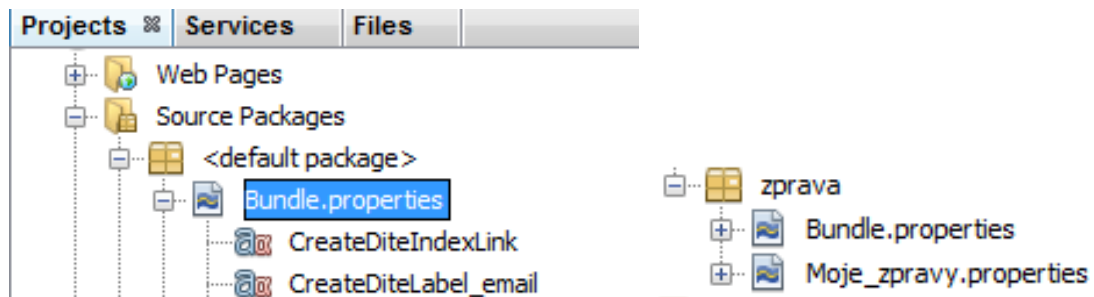 Projects Services Files
Web Pages
Source Packages
<default package>
Bundle.properties
CreateDiteIndexLink
CreateDiteLabel_email
zprava
Bundle.properties
Moje_zpravy.properties